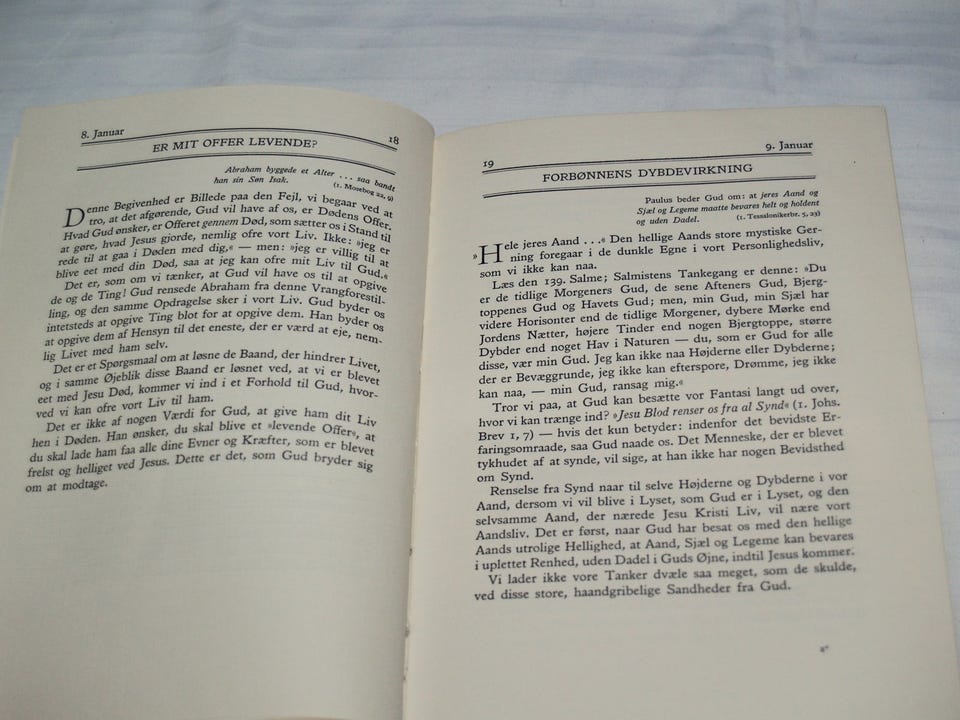 8. Januar 18
ER MIT OFFER LEVENDE?
Abraham byggede et Alter . . . saa bandt
han sin Søn Isak. (1. Mosebog 22, 9)
Denne Begivenhed er Billede paa den Fejl, vi begaar ved at
tro, at det afgørende, Gud vil have af os, er Dødens Offer.
Hvad Gud ønsker, er Offeret gennem Død, som sætter os i Stand til
at gøre, hvad Jesus gjorde, nemlig ofre vort Liv. Ikke: »jeg er
rede til at gaa i Døden med dig,« — men: »jeg er villig til at
blive eet med din Død, saa at jeg kan ofre mit Liv til Gud.«
Det er, som om vi tænker, at Gud vil have os til at opgive
de og de Ting! Gud rensede Abraham fra denne Vrangforestil-
ling, og den samme Opdragelse sker i vort Liv. Gud byder os
intetsteds at opgive Ting blot for at opgive dem. Han byder os
at opgive dem af Hensyn til det eneste, der er værd at eje, nem-
lig Livet med ham selv.
Det er et Spørgsmaal om at løsne de Baand, der hindrer Livet,
og i samme Øjeblik disse Baand er løsnet ved, at vi er blevet
eet med Jesu Død, kommer vi ind i et Forhold til Gud, hvor-
ved vi kan ofre vort Liv til ham.
Det er ikke af nogen Værdi for Gud, at give ham dit Liv
hen i Døden. Han ønsker, du skal blive et »levende Offer«, at
du skal lade ham faa alle dine Evner og Kræfter, som er blevet
frelst og helliget ved Jesus. Dette er det, som Gud bryder sig
om at modtage.
19 9. Januar
FORBØNNENS DYBDEVIRKNING
Paulus beder Gud om: at jeres Aand og
Sjæl og Legeme maatte bevares helt og holdent
og uden Dadel. (1. Tessalonikerbr. 5, 23)
»Hele jeres Aand . . .« Den hellige Aands store mystiske Ger-
ning foregaar i de dunkle Egne i vort Personlighedsliv,
som vi ikke kan naa.
Læs den 139. Salme; Salmistens Tankegang er denne: »Du
er de tidlige Morgeners Gud, de sene Afteners Gud, Bjerg-
toppenes Gud og Havets Gud; men, min Gud, min Sjæl har
videre Horisonter end de tidlige Morgener, dybere Mørke end
Jordens Nætter, højere Tinder end nogen Bjergtoppe, større
Dybder end noget Hav i Naturen — du, som er Gud for alle
disse, vær min Gud. Jeg kan ikke naa Højderne eller Dybderne;
der er Bevæggrunde, jeg ikke kan efterspore, Drømme, jeg ikke
kan naa, — min Gud, ransag mig.«
Tror vi paa, at Gud kan besætte vor Fantasi langt ud over,
hvor vi kan trænge ind? »Jesu Blod renser os fra al Synd« (1. Johs.
Brev 1, 7) — hvis det kun betyder: indenfor det bevidste Er-
faringsomraade, saa Gud naade os. Det Menneske, der er blevet
tykhudet af at synde, vil sige, at han ikke har nogen Bevidsthed
om Synd.
Renselse fra Synd naar til selve Højderne og Dybderne i vor
Aand, dersom vi vil blive i Lyset, som Gud er i Lyset, og den
selvsamme Aand, der nærede Jesu Kristi Liv, vil nære vort
Aandsliv. Det er først, naar Gud har besat os med den hellige
Aands utrolige Hellighed, at Aand, Sjæl og Legeme kan bevares
i uplettet Renhed, uden Dadel i Guds Øjne, indtil Jesus kommer.
Vi lader ikke vore Tanker dvæle saa meget, som de skulde,
ved disse store, haandgribelige Sandheder fra Gud.
2*